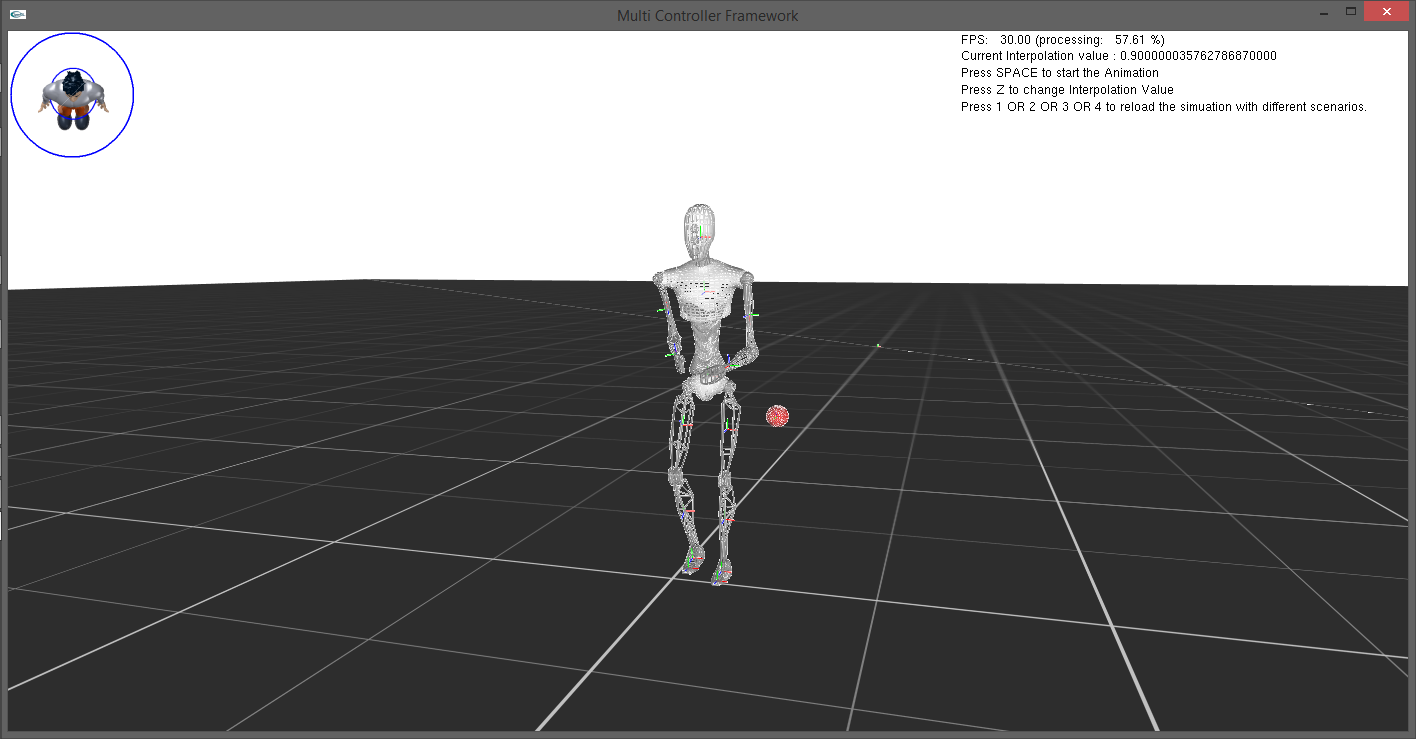 Multi Controller Framework
FPS: 30.00 (processing: 57.61 %)
Current Interpolation value : 0.900000035762786870000
Press SPACE to start the Animation
Press Z to change Interpolation Value
Press 1 OR 2 OR 3 OR 4 to reload the simuation with different scenarios.